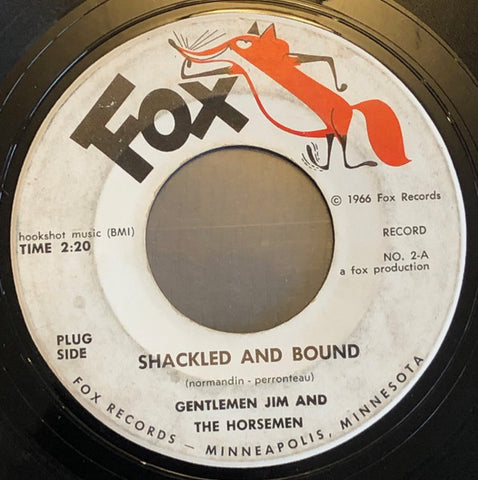 Fox
© 1966 Fox Records
hookshot music (BMI)
TIME 2:20
RECORD
NO. 2-A
a fox production
PLUG
SIDE
SHACKLED AND BOUND
(normandin - perronteau)
GENTLEMEN JIM AND
THE HORSEMEN
FOX RECORDS — MINNEAPOLIS, MINNESOTA